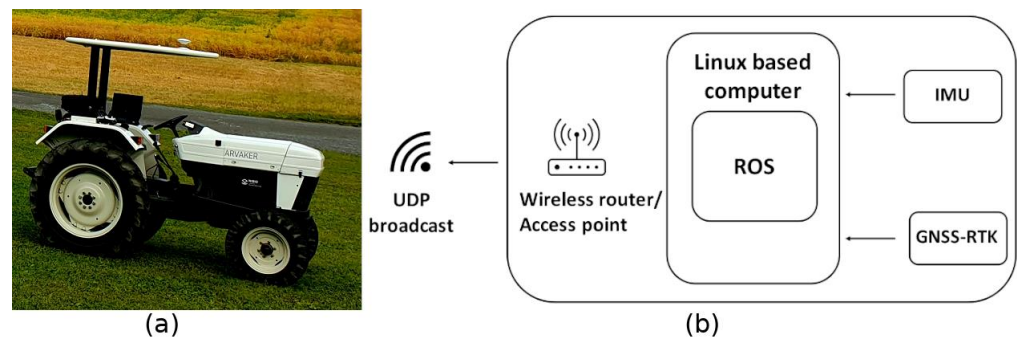 ARVAKER
(a)
UDP
broadcast
Wireless router/
Access point
Linux based
computer
ROS
IMU
GNSS-RTK
(b)